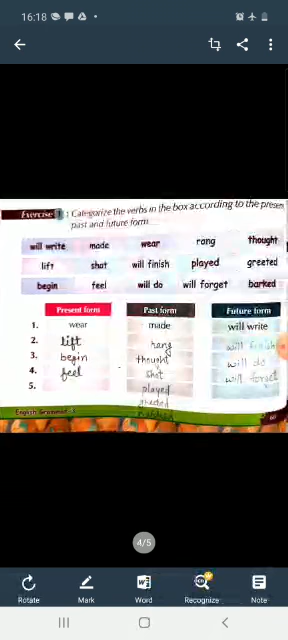 16:18
Exercise 1 : Categorize the verbs in the box according to the present
past and future form
will write made wear rang thought
lift shot will finish played greeted
begin feel will do will forget barked
Present form Past form Future form
1. wear made will write
2. lift rang will finish
3. begin thought will do
4. feel shot will forget
5. played
greeted
barked
English Grammar - 3
60
4/5
Rotate Mark Word Recognize Note